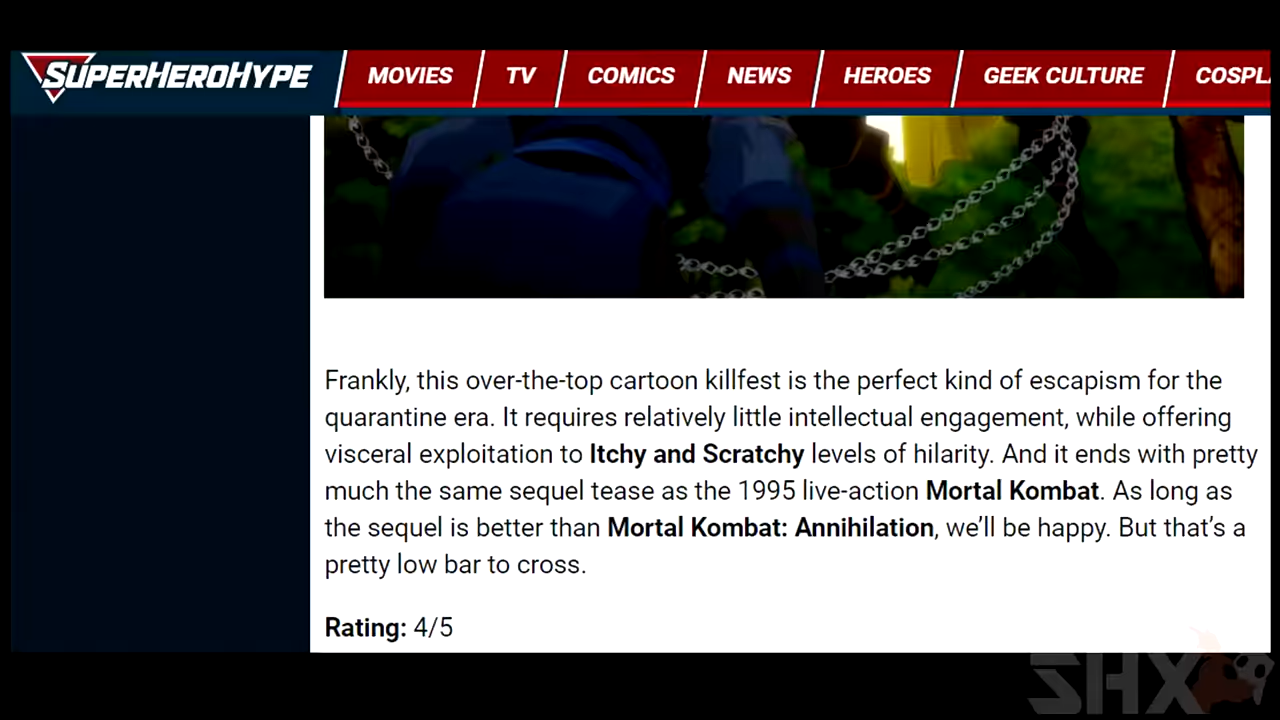 SUPERHEROHYPE MOVIES TV COMICS NEWS HEROES GEEK CULTURE COSPLA
Frankly, this over-the-top cartoon killfest is the perfect kind of escapism for the
quarantine era. It requires relatively little intellectual engagement, while offering
visceral exploitation to Itchy and Scratchy levels of hilarity. And it ends with pretty
much the same sequel tease as the 1995 live-action Mortal Kombat. As long as
the sequel is better than Mortal Kombat: Annihilation, we’ll be happy. But that’s a
pretty low bar to cross.
Rating: 4/5
SHX